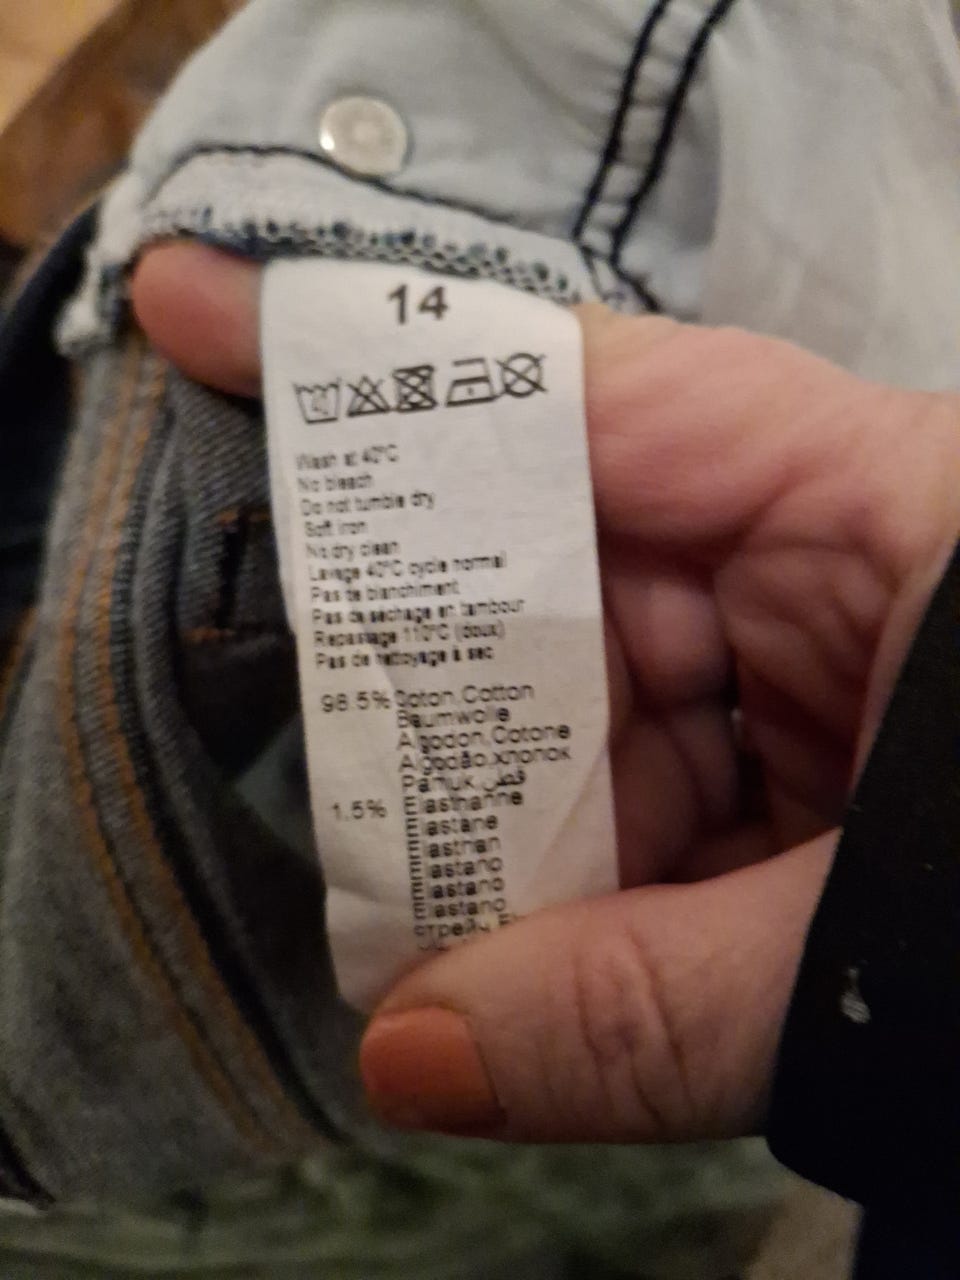 14
40
Wash at 40°C
No bleach
Do not tumble dry
Soft iron
No dry clean
Lavage 40°C cycle normal
Pas de blanchiment
Pas de séchage en tambour
Repassage 110°C (doux)
Pas de nettoyage à sec
98.5% Coton,Cotton
Baumwolle
Algodon,Cotone
Algodão,хлопок
Pamuk,قطن
1.5% Elasthanne
Elastane
Elasthan
Elastano
Elastano
Elastano